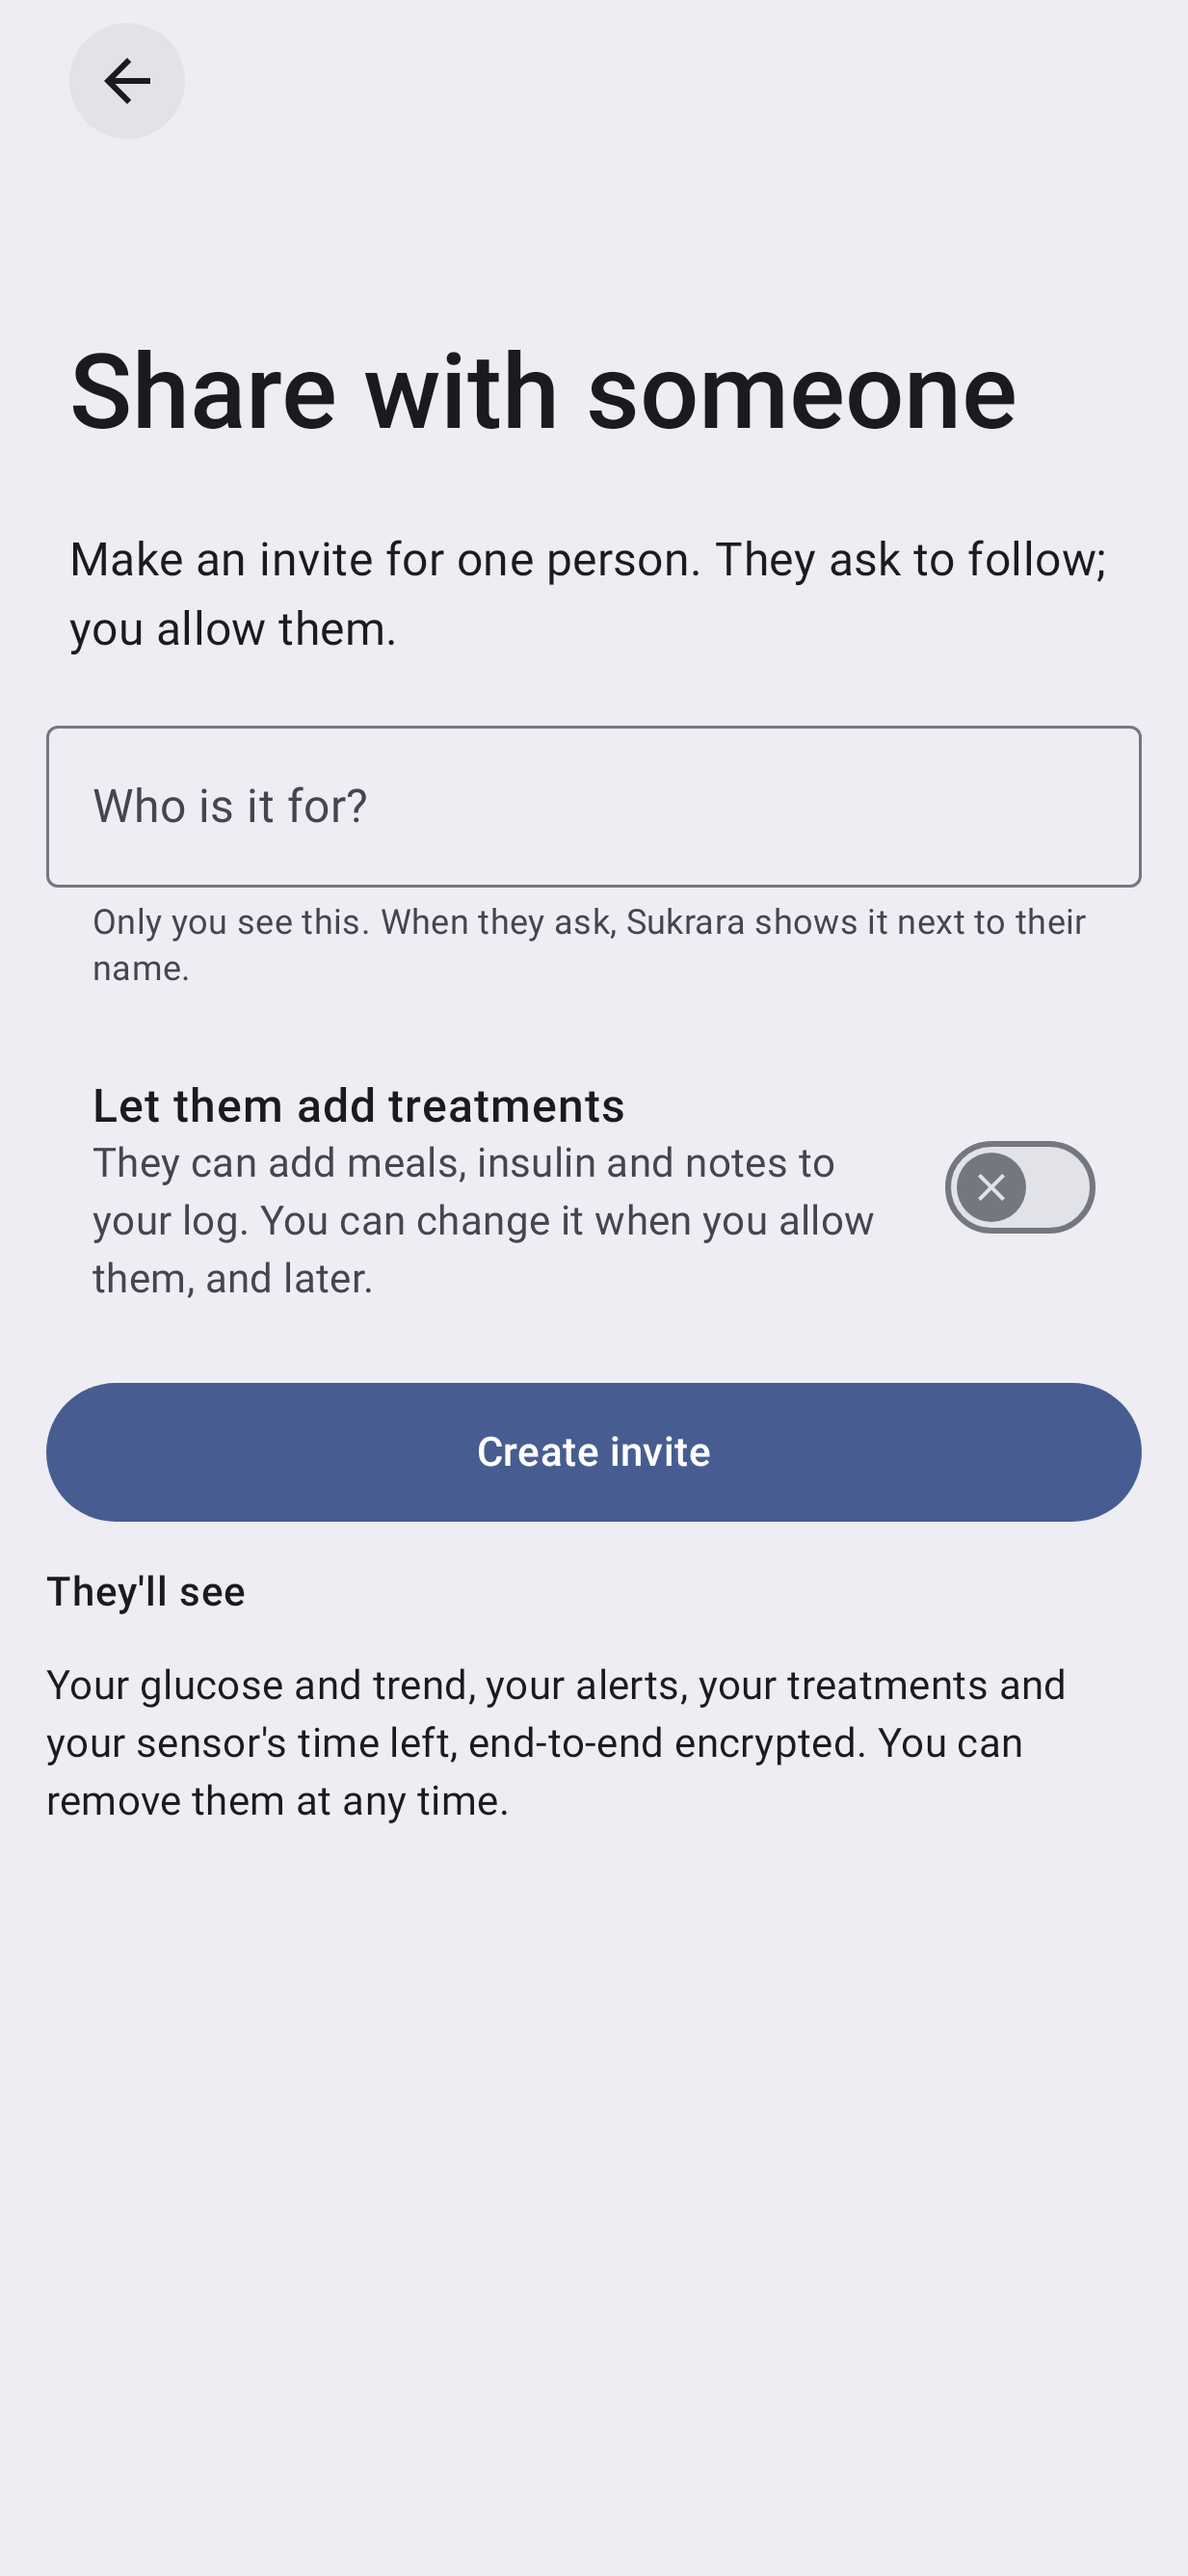 Share with someone
Make an invite for one person. They ask to follow;
you allow them.
Who is it for?
Only you see this. When they ask, Sukrara shows it next to their
name.
Let them add treatments
They can add meals, insulin and notes to
your log. You can change it when you allow
them, and later.
Create invite
They'll see
Your glucose and trend, your alerts, your treatments and
your sensor's time left, end-to-end encrypted. You can
remove them at any time.